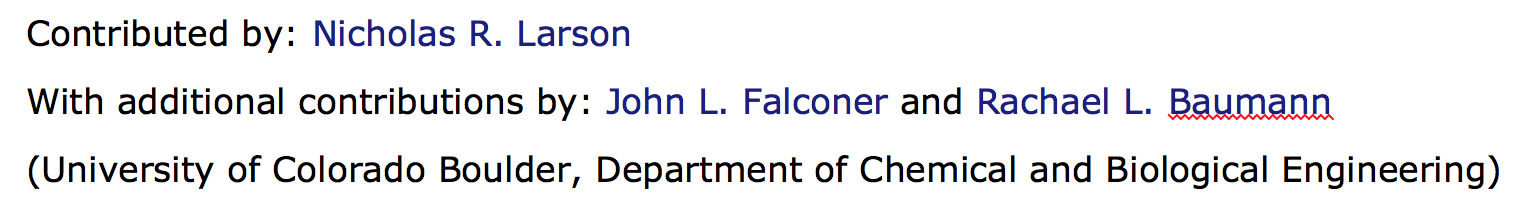 Contributed by: Nicholas R. Larson
With additional contributions by: John L. Falconer and Rachael L. Baumann
(University of Colorado Boulder, Department of Chemical and Biological Engineering)